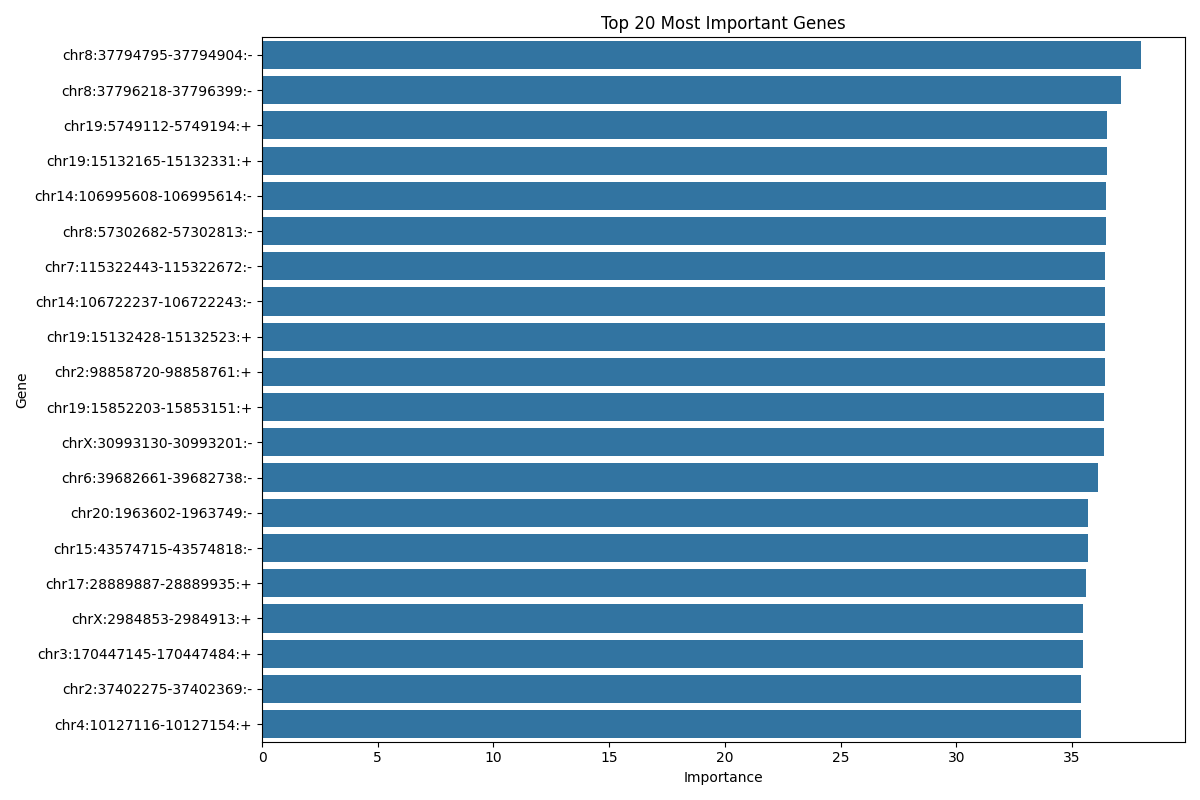 Top 20 Most Important Genes
chr8:37794795-37794904:-
chr8:37796218-37796399:-
chr19:5749112-5749194:+
chr19:15132165-15132331:+
chr14:106995608-106995614:-
chr8:57302682-57302813:-
chr7:115322443-115322672:-
chr14:106722237-106722243:-
chr19:15132428-15132523:+
chr2:98858720-98858761:+
chr19:15852203-15853151:+
chrX:30993130-30993201:-
chr6:39682661-39682738:-
chr20:1963602-1963749:-
chr15:43574715-43574818:-
chr17:28889887-28889935:+
chrX:2984853-2984913:+
chr3:170447145-170447484:+
chr2:37402275-37402369:-
chr4:10127116-10127154:+
Gene
0 5 10 15 20 25 30 35
Importance